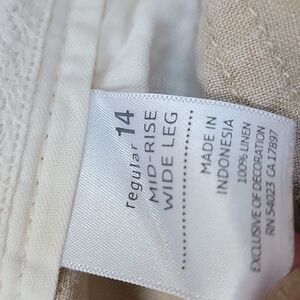 regular 14
MID-RISE
WIDE LEG
MADE IN
INDONESIA
100% LINEN
EXCLUSIVE OF DECORATION
RN 54023 CA 17897